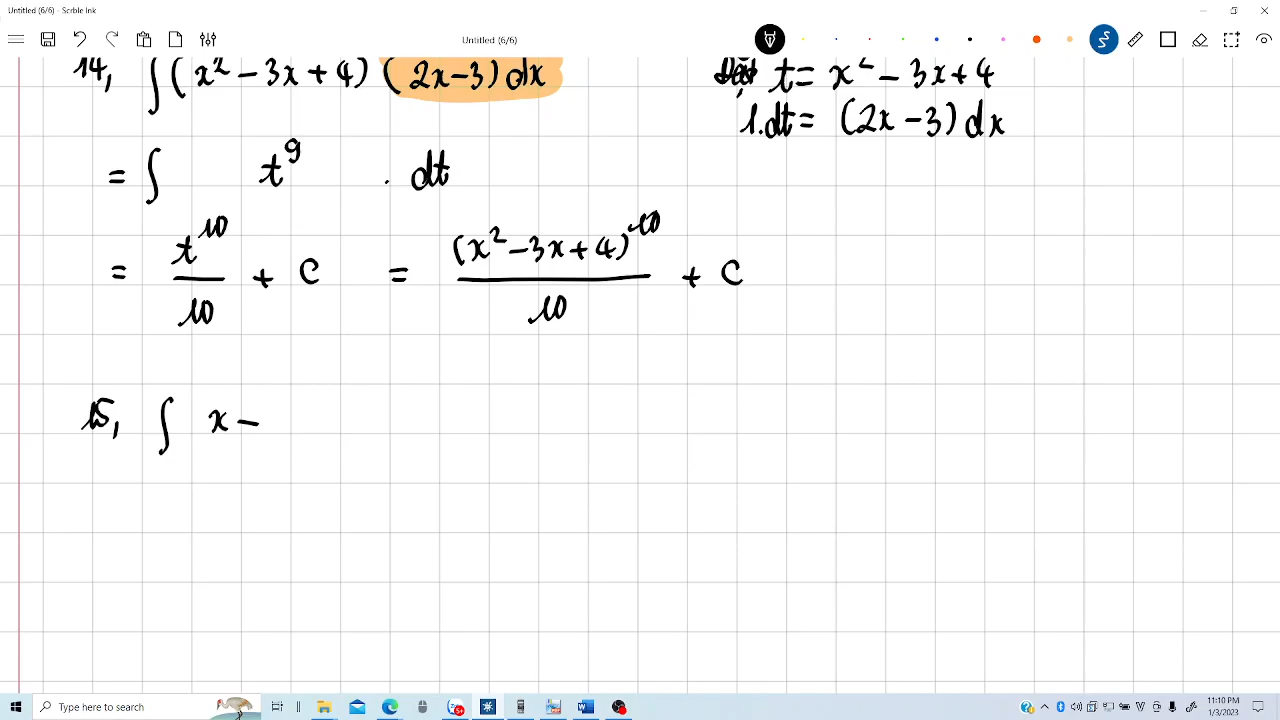 Untitled (6/6) - Scrble Ink
Untitled (6/6)
14, ∫ (x² − 3x + 4) (2x − 3) dx
Đặt t = x² − 3x + 4
1.dt = (2x − 3) dx
= ∫ t⁹ . dt
= t¹⁰/10 + C = (x² − 3x + 4)¹⁰/10 + C
15, ∫ x −
Type here to search
11:10 PM
1/3/2023